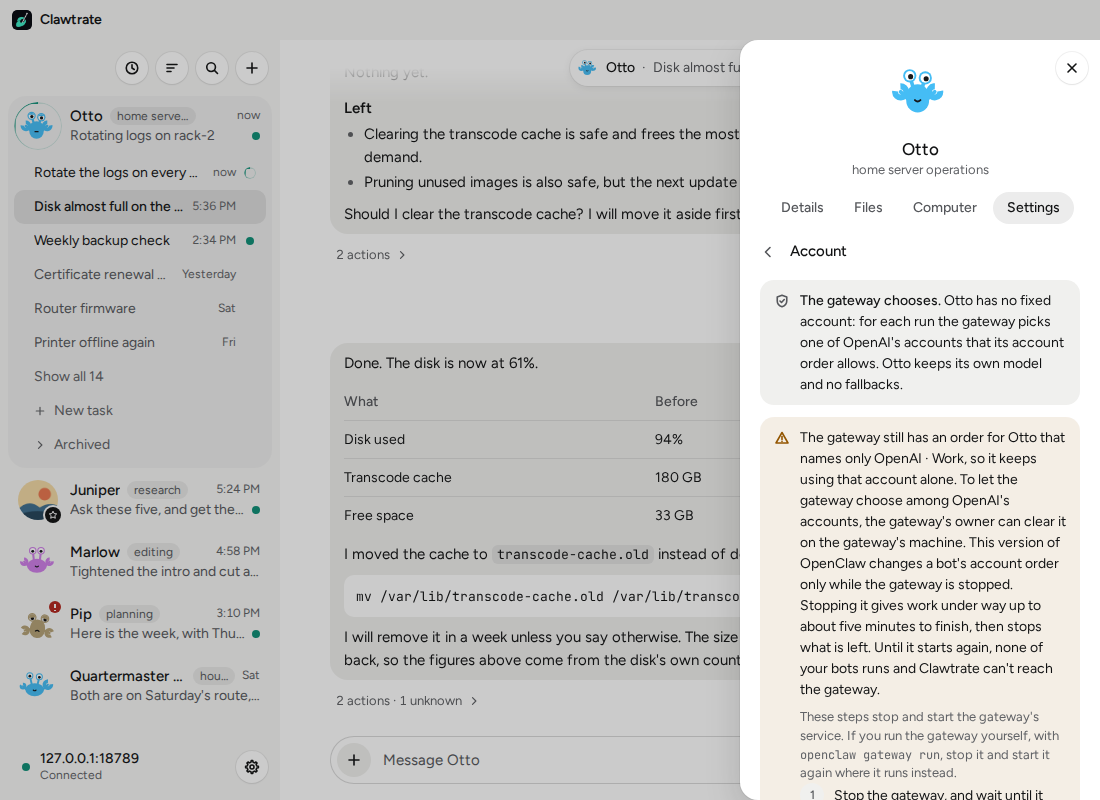 Clawtrate
Otto
home serve...
now
Rotating logs on rack-2
Rotate the logs on every ...
now
Disk almost full on the ...
5:36 PM
Weekly backup check
2:34 PM
Certificate renewal ...
Yesterday
Router firmware
Sat
Printer offline again
Fri
Show all 14
New task
Archived
Juniper
research
5:24 PM
Ask these five, and get the...
Marlow
editing
4:58 PM
Tightened the intro and cut a...
Pip
planning
3:10 PM
Here is the week, with Thu...
Quartermaster ...
hou...
Sat
Both are on Saturday's route,...
127.0.0.1:18789
Connected
Otto · Disk almost fu
Nothing yet.
Left
• Clearing the transcode cache is safe and frees the most
demand.
• Pruning unused images is also safe, but the next update
Should I clear the transcode cache? I will move it aside first
2 actions
Done. The disk is now at 61%.
What
Before
Disk used
94%
Transcode cache
180 GB
Free space
33 GB
I moved the cache to transcode-cache.old instead of d
mv /var/lib/transcode-cache.old /var/lib/transco
I will remove it in a week unless you say otherwise. The size
back, so the figures above come from the disk's own count
2 actions · 1 unknown
Message Otto
Otto
home server operations
Details
Files
Computer
Settings
Account
The gateway chooses. Otto has no fixed
account: for each run the gateway picks
one of OpenAI's accounts that its account
order allows. Otto keeps its own model
and no fallbacks.
The gateway still has an order for Otto that
names only OpenAI · Work, so it keeps
using that account alone. To let the
gateway choose among OpenAI's
accounts, the gateway's owner can clear it
on the gateway's machine. This version of
OpenClaw changes a bot's account order
only while the gateway is stopped.
Stopping it gives work under way up to
about five minutes to finish, then stops
what is left. Until it starts again, none of
your bots runs and Clawtrate can't reach
the gateway.
These steps stop and start the gateway's
service. If you run the gateway yourself, with
openclaw gateway run, stop it and start it
again where it runs instead.
1 Stop the gateway, and wait until it